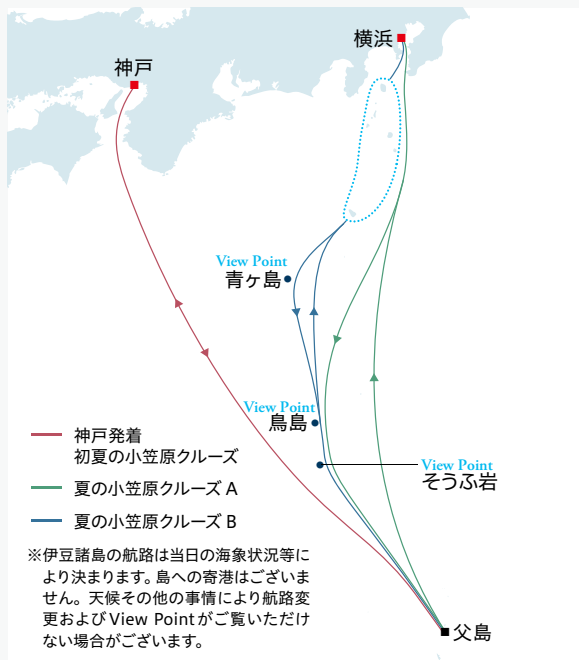 横浜
神戸
View Point
青ヶ島
View Point
鳥島
View Point
そうふ岩
神戸発着
初夏の小笠原クルーズ
夏の小笠原クルーズ A
夏の小笠原クルーズ B
※伊豆諸島の航路は当日の海象状況等に
より決まります。島への寄港はございま
せん。天候その他の事情により航路変
更およびView Pointがご覧いただけ
ない場合がございます。
父島